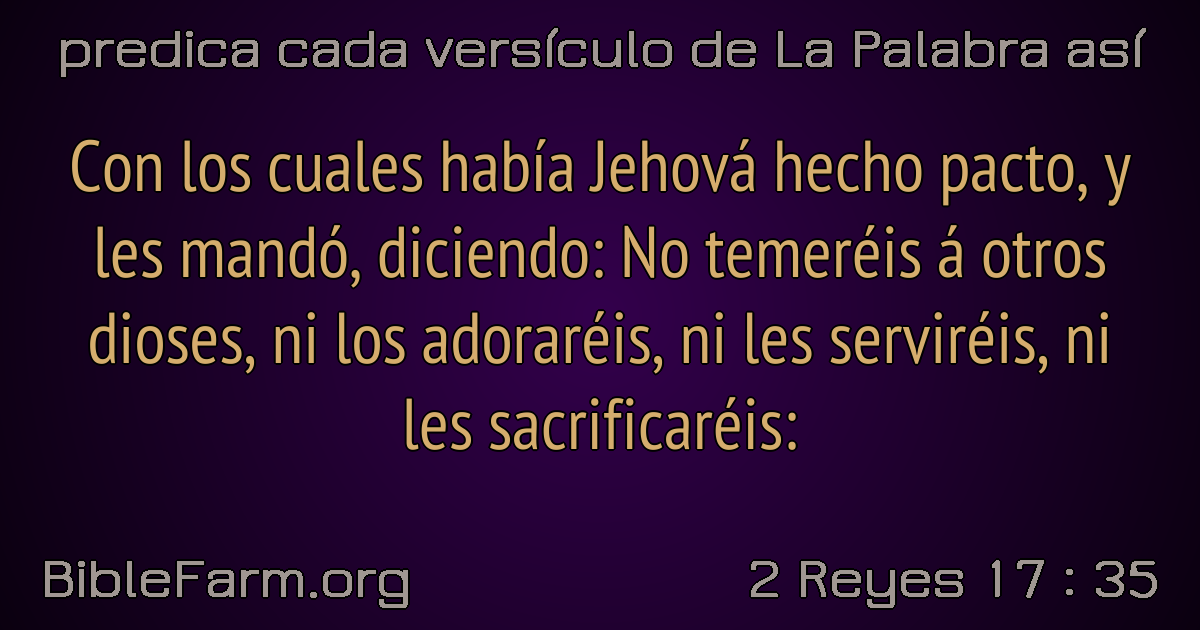 predica cada versículo de La Palabra así
Con los cuales había Jehová hecho pacto, y
les mandó, diciendo: No temeréis á otros
dioses, ni los adoraréis, ni les serviréis, ni
les sacrificaréis:
BibleFarm.org
2 Reyes 17 : 35